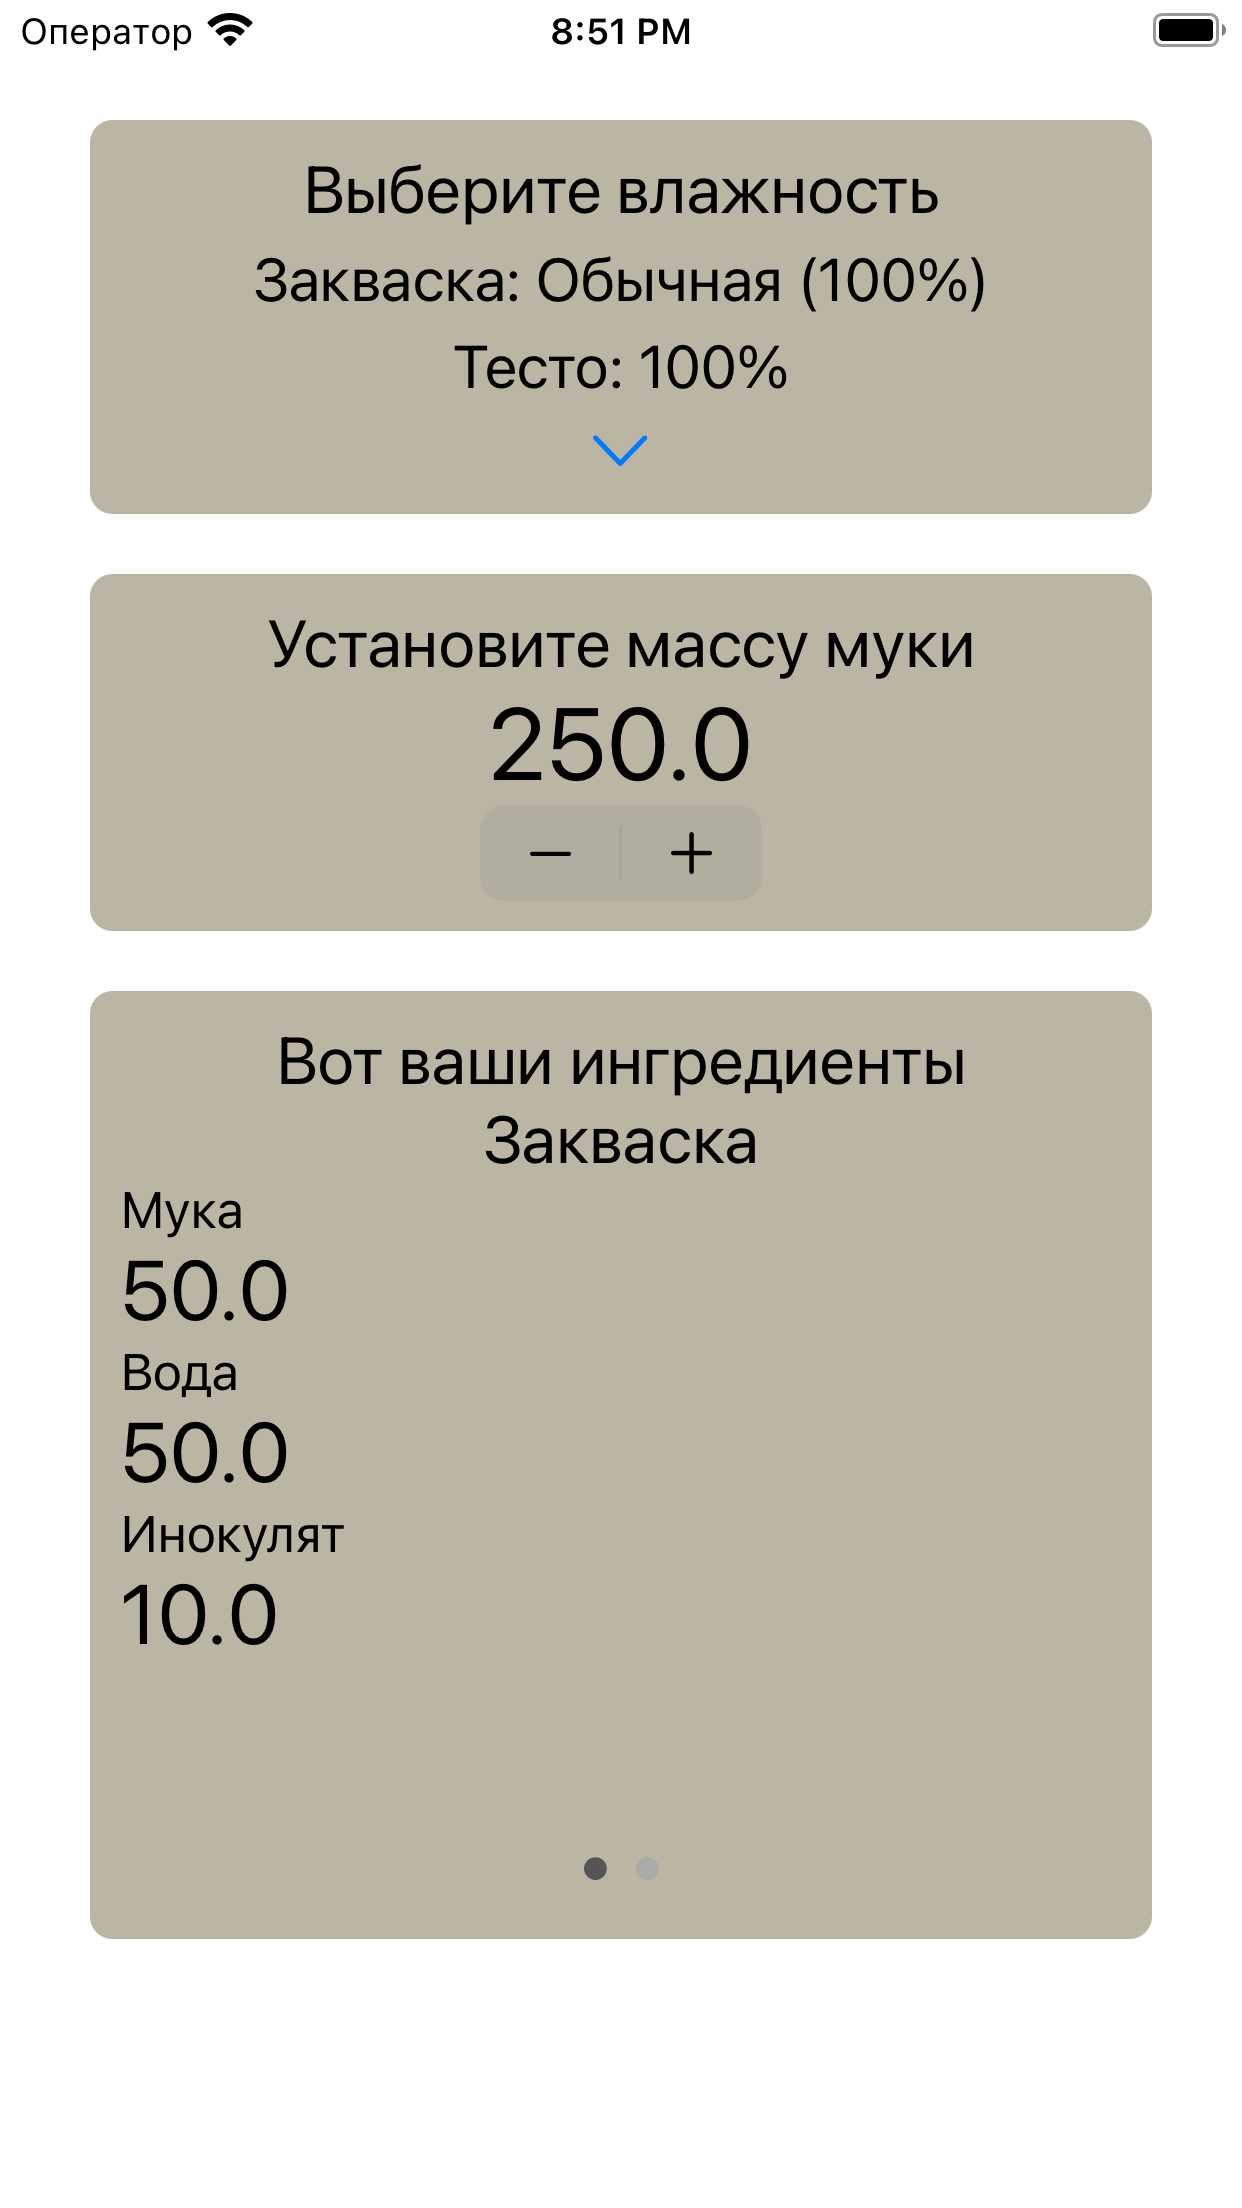 Оператор 8:51 PM
Выберите влажность
Закваска: Обычная (100%)
Тесто: 100%
Установите массу муки
250.0
Вот ваши ингредиенты
Закваска
Мука
50.0
Вода
50.0
Инокулят
10.0